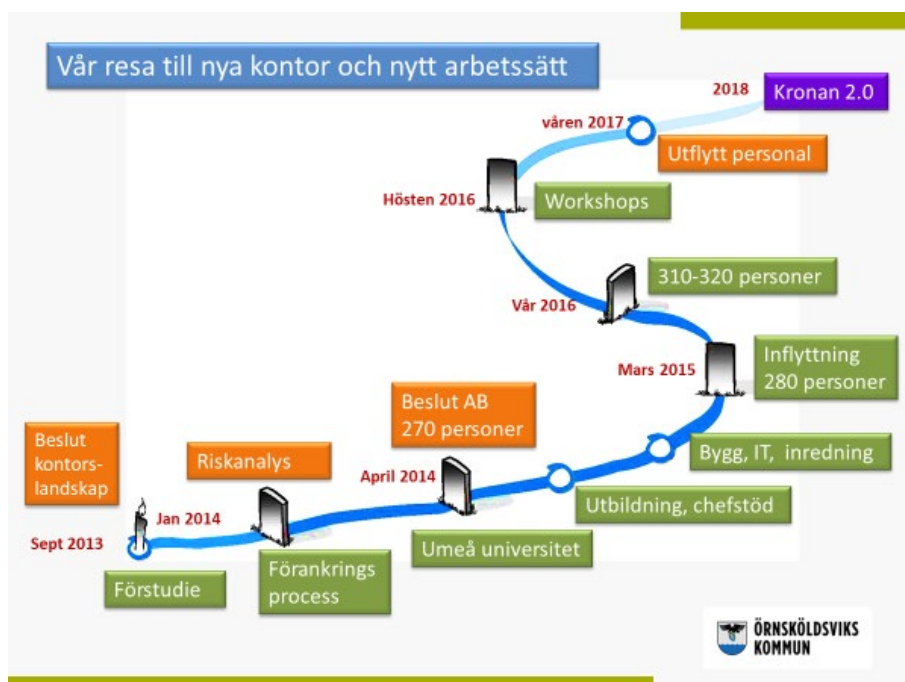 Vår resa till nya kontor och nytt arbetssätt
2018
Kronan 2.0
våren 2017
Utflytt personal
Hösten 2016
Workshops
310-320 personer
Vår 2016
Mars 2015
Inflyttning
280 personer
Beslut AB
270 personer
Beslut
kontors-
landskap
Riskanalys
April 2014
Bygg, IT, inredning
Jan 2014
Utbildning, chefstöd
Sept 2013
Umeå universitet
Förstudie
Förankrings
process
ÖRNSKÖLDSVIKS
KOMMUN